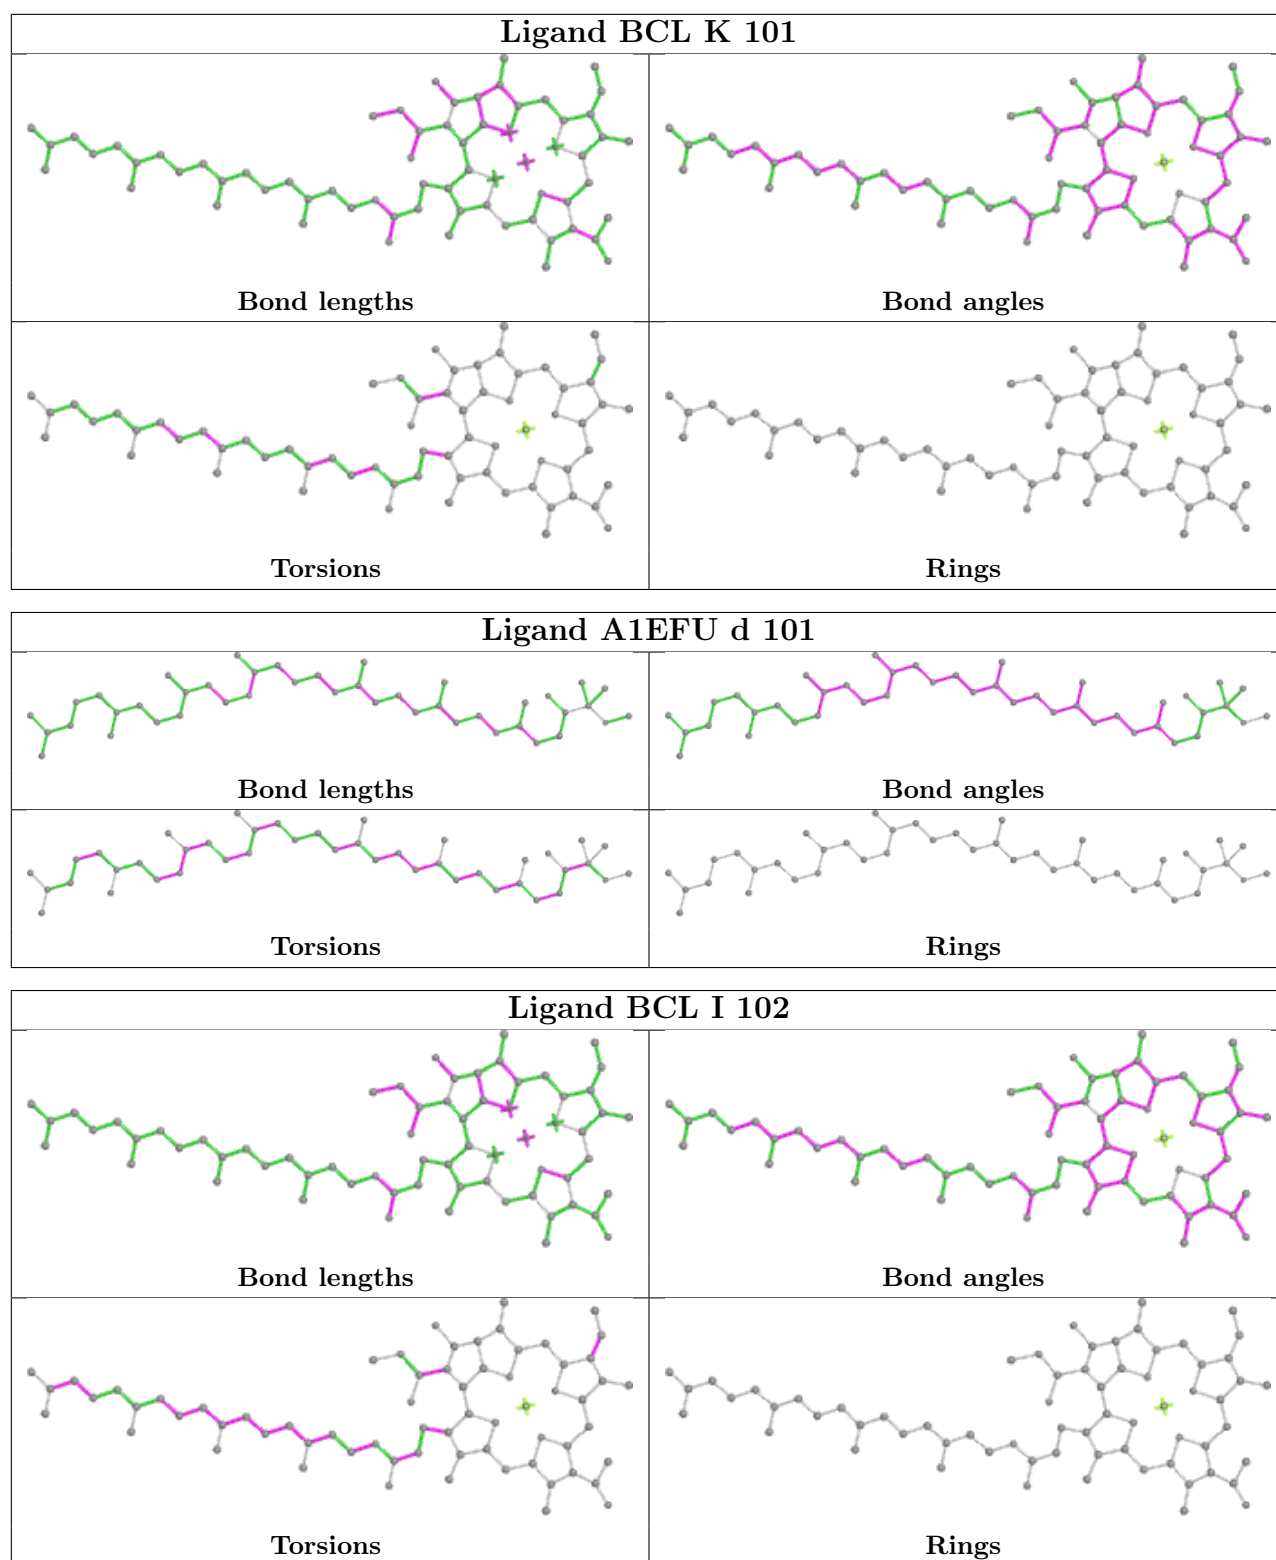 Ligand BCL K 101
Bond lengths
Bond angles
Torsions
Rings
Ligand A1EFU d 101
Bond lengths
Bond angles
Torsions
Rings
Ligand BCL I 102
Bond lengths
Bond angles
Torsions
Rings